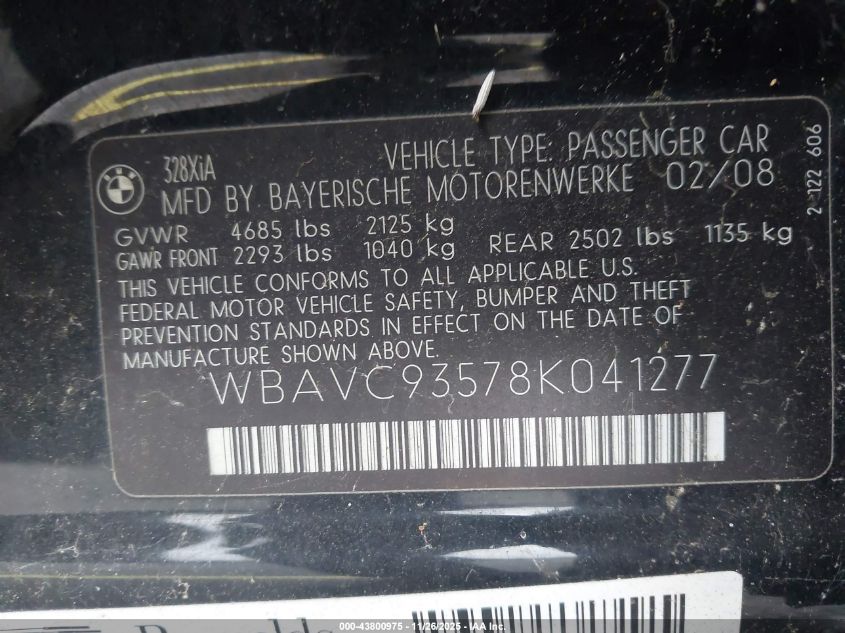 BMW
328XiA VEHICLE TYPE: PASSENGER CAR
MFD BY BAYERISCHE MOTORENWERKE 02/08
GVWR 4685 lbs 2125 kg
GAWR FRONT 2293 lbs 1040 kg REAR 2502 lbs 1135 kg
THIS VEHICLE CONFORMS TO ALL APPLICABLE U.S.
FEDERAL MOTOR VEHICLE SAFETY, BUMPER AND THEFT
PREVENTION STANDARDS IN EFFECT ON THE DATE OF
MANUFACTURE SHOWN ABOVE.
WBAVC93578K041277
2 122 606
000-43800975 - 11/26/2025 - IAA Inc.